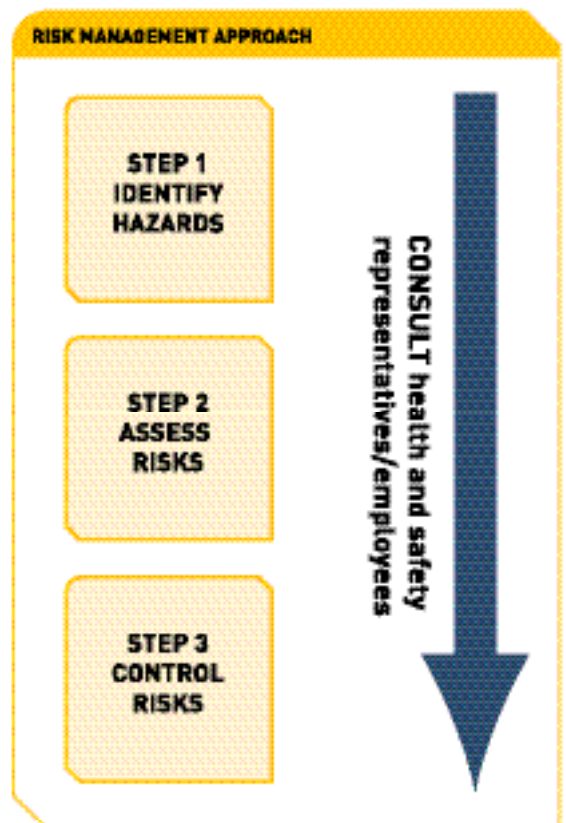 RISK MANAGEMENT APPROACH
STEP 1
IDENTIFY
HAZARDS
STEP 2
ASSESS
RISKS
STEP 3
CONTROL
RISKS
CONSULT health and safety
representatives/employees